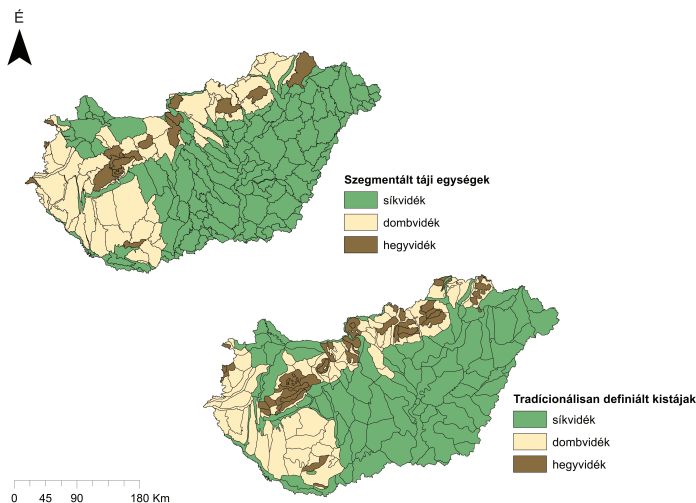 É
Szegmentált táji egységek
síkvidék
dombvidék
hegyvidék
Tradícionálisan definiált kistájak
síkvidék
dombvidék
hegyvidék
0 45 90 180 Km